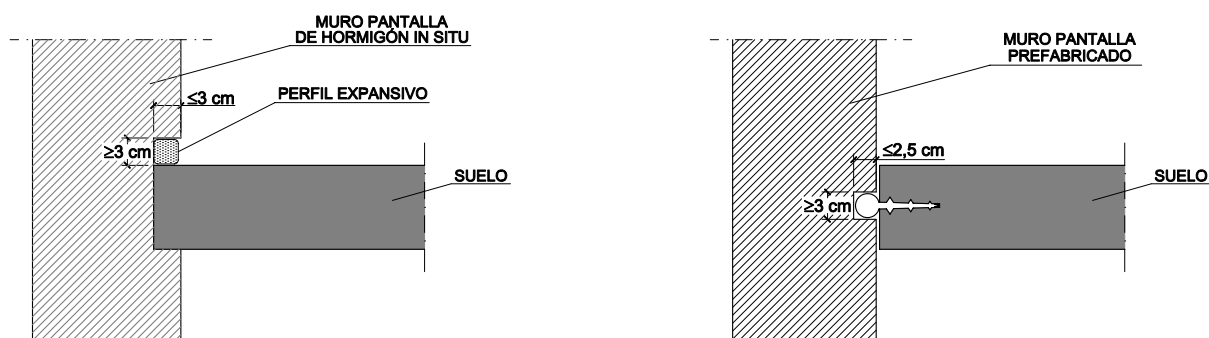 MURO PANTALLA
DE HORMIGÓN IN SITU
≤3 cm
PERFIL EXPANSIVO
≥3 cm
SUELO
MURO PANTALLA
PREFABRICADO
≤2,5 cm
≥3 cm
SUELO